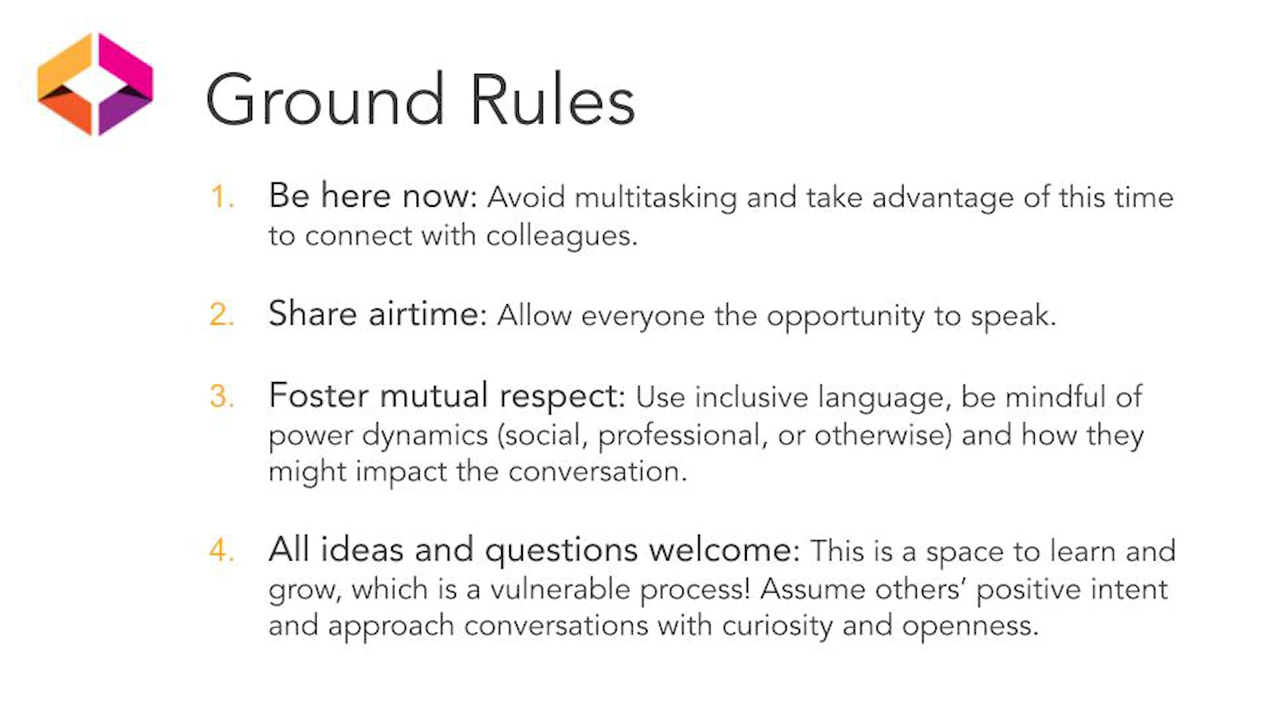 Ground Rules
1. Be here now: Avoid multitasking and take advantage of this time
to connect with colleagues.
2. Share airtime: Allow everyone the opportunity to speak.
3. Foster mutual respect: Use inclusive language, be mindful of
power dynamics (social, professional, or otherwise) and how they
might impact the conversation.
4. All ideas and questions welcome: This is a space to learn and
grow, which is a vulnerable process! Assume others’ positive intent
and approach conversations with curiosity and openness.